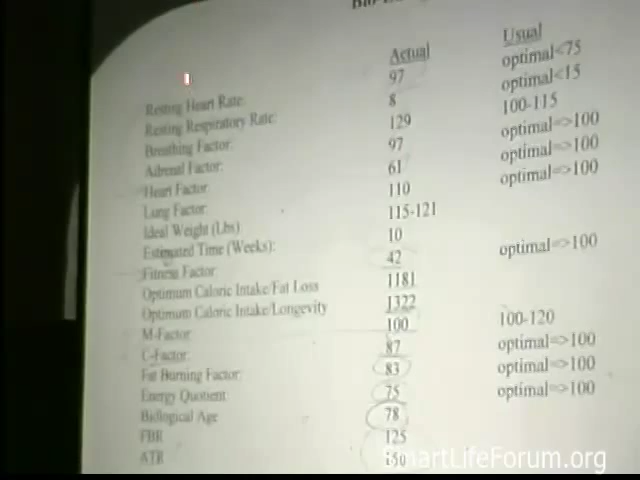 Actual Usual
Resting Heart Rate: 97 optimal<75
Resting Respiratory Rate: 8 optimal<15
Breathing Factor: 129 100-115
Adrenal Factor: 97 optimal=>100
Heart Factor: 61 optimal=>100
Lung Factor: 110 optimal=>100
Ideal Weight (Lbs) 115-121
Estimated Time (Weeks): 10
Fitness Factor: 42 optimal=>100
Optimum Caloric Intake/Fat Loss 1181
Optimum Caloric Intake/Longevity 1322
M-Factor: 100 100-120
C-Factor: 87 optimal=>100
Fat Burning Factor: 83 optimal=>100
Energy Quotient: 75 optimal=>100
Biological Age 78
FBR 125
ATR 150
SmartLifeForum.org